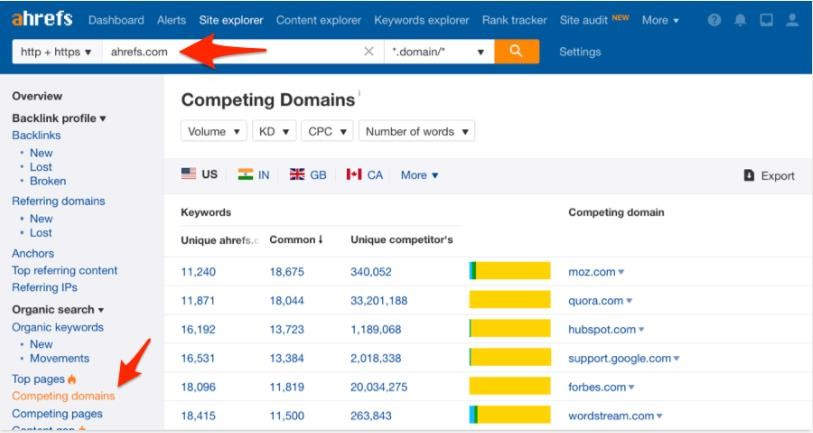 ahrefs Dashboard Alerts Site explorer Content explorer Keywords explorer Rank tracker Site audit NEW More ▾
http + https ▾ ahrefs.com × *.domain/* ▾ Settings
Overview
Backlink profile ▾
Backlinks
• New
• Lost
• Broken
Referring domains
• New
• Lost
Anchors
Top referring content
Referring IPs
Organic search ▾
Organic keywords
• New
• Movements
Top pages
Competing domains
Competing pages
Content gap
Competing Domains i
Volume ▾ KD ▾ CPC ▾ Number of words ▾
US IN GB CA More ▾ Export
Keywords Competing domain
Unique ahrefs.c Common ↓ Unique competitor's
11,240 18,675 340,052 moz.com ▾
11,871 18,044 33,201,188 quora.com ▾
16,192 13,723 1,189,068 hubspot.com ▾
16,531 13,384 2,018,338 support.google.com ▾
18,096 11,819 20,034,275 forbes.com ▾
18,415 11,500 263,843 wordstream.com ▾